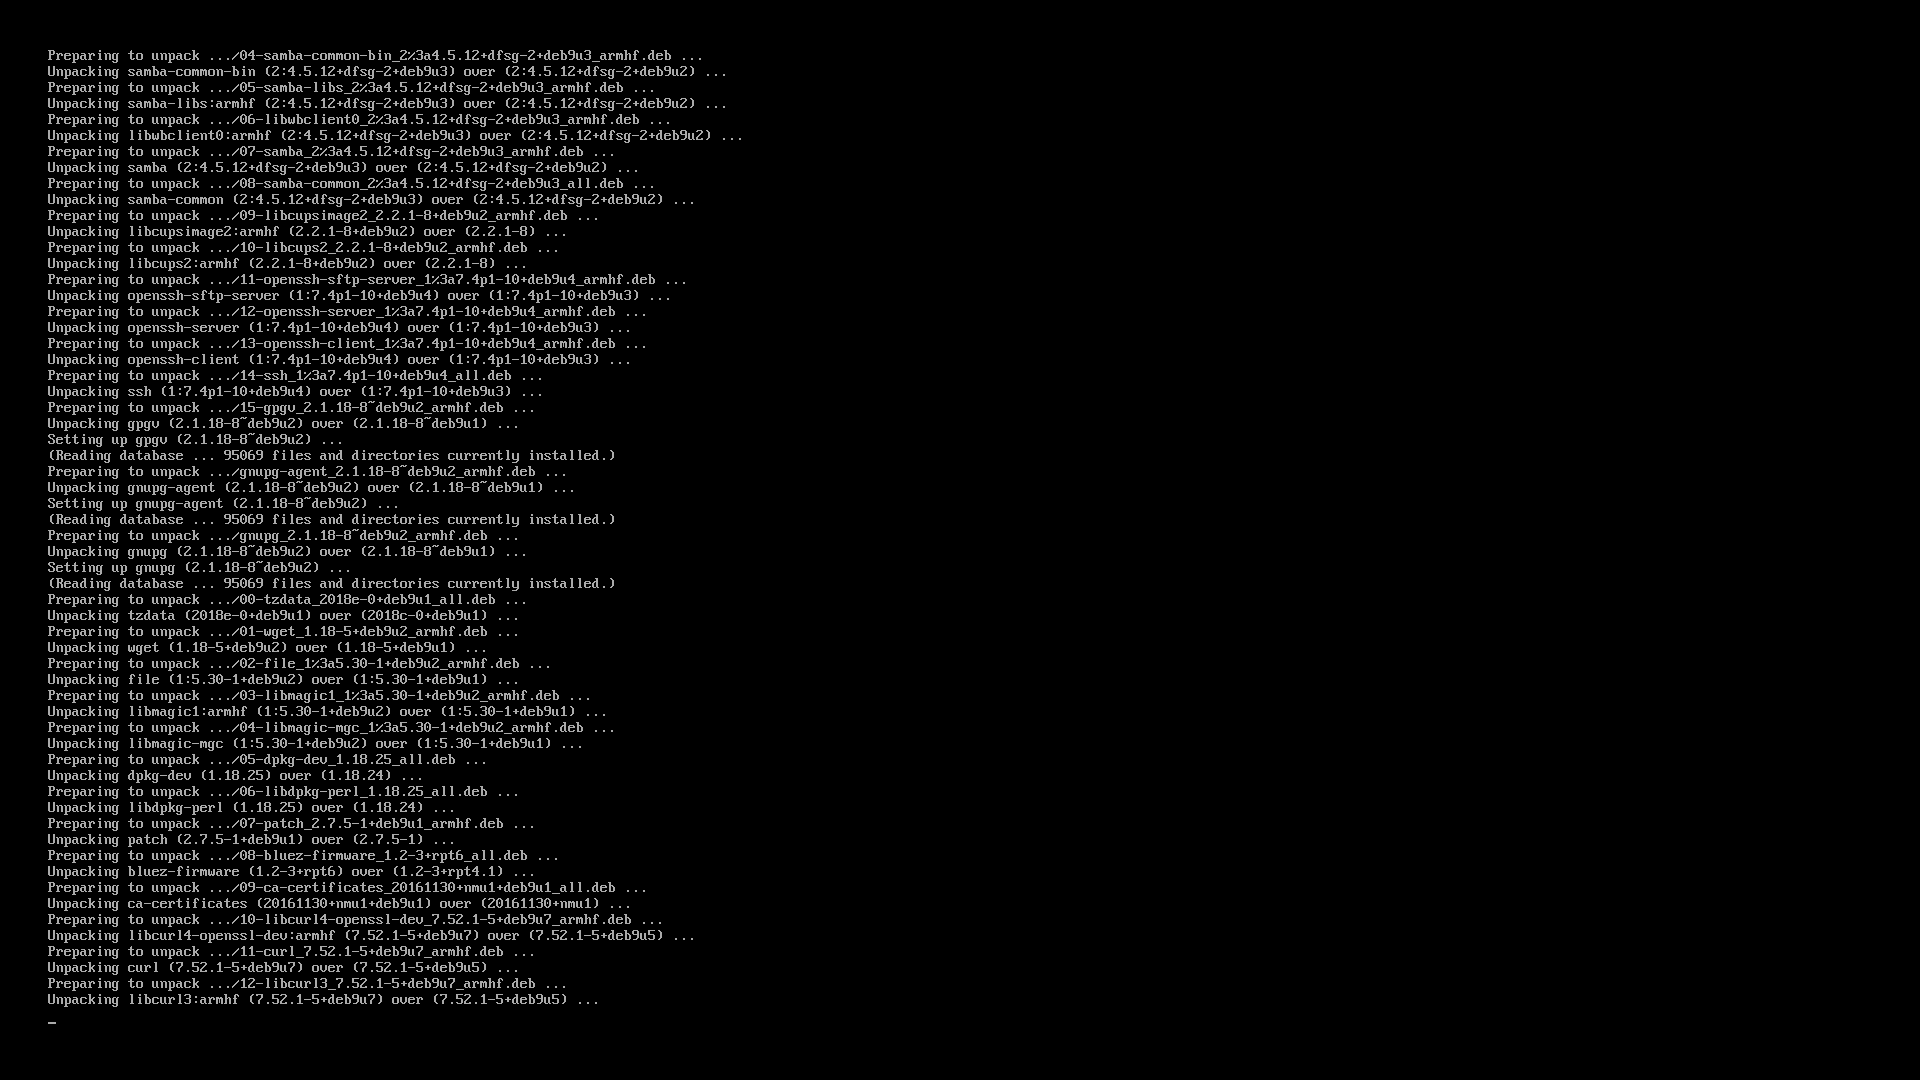 Preparing to unpack .../04-samba-common-bin_2%3a4.5.12+dfsg-2+deb9u3_armhf.deb ...
Unpacking samba-common-bin (2:4.5.12+dfsg-2+deb9u3) over (2:4.5.12+dfsg-2+deb9u2) ...
Preparing to unpack .../05-samba-libs_2%3a4.5.12+dfsg-2+deb9u3_armhf.deb ...
Unpacking samba-libs:armhf (2:4.5.12+dfsg-2+deb9u3) over (2:4.5.12+dfsg-2+deb9u2) ...
Preparing to unpack .../06-libwbclient0_2%3a4.5.12+dfsg-2+deb9u3_armhf.deb ...
Unpacking libwbclient0:armhf (2:4.5.12+dfsg-2+deb9u3) over (2:4.5.12+dfsg-2+deb9u2) ...
Preparing to unpack .../07-samba_2%3a4.5.12+dfsg-2+deb9u3_armhf.deb ...
Unpacking samba (2:4.5.12+dfsg-2+deb9u3) over (2:4.5.12+dfsg-2+deb9u2) ...
Preparing to unpack .../08-samba-common_2%3a4.5.12+dfsg-2+deb9u3_all.deb ...
Unpacking samba-common (2:4.5.12+dfsg-2+deb9u3) over (2:4.5.12+dfsg-2+deb9u2) ...
Preparing to unpack .../09-libcupsimage2_2.2.1-8+deb9u2_armhf.deb ...
Unpacking libcupsimage2:armhf (2.2.1-8+deb9u2) over (2.2.1-8) ...
Preparing to unpack .../10-libcups2_2.2.1-8+deb9u2_armhf.deb ...
Unpacking libcups2:armhf (2.2.1-8+deb9u2) over (2.2.1-8) ...
Preparing to unpack .../11-openssh-sftp-server_1%3a7.4p1-10+deb9u4_armhf.deb ...
Unpacking openssh-sftp-server (1:7.4p1-10+deb9u4) over (1:7.4p1-10+deb9u3) ...
Preparing to unpack .../12-openssh-server_1%3a7.4p1-10+deb9u4_armhf.deb ...
Unpacking openssh-server (1:7.4p1-10+deb9u4) over (1:7.4p1-10+deb9u3) ...
Preparing to unpack .../13-openssh-client_1%3a7.4p1-10+deb9u4_armhf.deb ...
Unpacking openssh-client (1:7.4p1-10+deb9u4) over (1:7.4p1-10+deb9u3) ...
Preparing to unpack .../14-ssh_1%3a7.4p1-10+deb9u4_all.deb ...
Unpacking ssh (1:7.4p1-10+deb9u4) over (1:7.4p1-10+deb9u3) ...
Preparing to unpack .../15-gpgv_2.1.18-8~deb9u2_armhf.deb ...
Unpacking gpgv (2.1.18-8~deb9u2) over (2.1.18-8~deb9u1) ...
Setting up gpgv (2.1.18-8~deb9u2) ...
(Reading database ... 95069 files and directories currently installed.)
Preparing to unpack .../gnupg-agent_2.1.18-8~deb9u2_armhf.deb ...
Unpacking gnupg-agent (2.1.18-8~deb9u2) over (2.1.18-8~deb9u1) ...
Setting up gnupg-agent (2.1.18-8~deb9u2) ...
(Reading database ... 95069 files and directories currently installed.)
Preparing to unpack .../gnupg_2.1.18-8~deb9u2_armhf.deb ...
Unpacking gnupg (2.1.18-8~deb9u2) over (2.1.18-8~deb9u1) ...
Setting up gnupg (2.1.18-8~deb9u2) ...
(Reading database ... 95069 files and directories currently installed.)
Preparing to unpack .../00-tzdata_2018e-0+deb9u1_all.deb ...
Unpacking tzdata (2018e-0+deb9u1) over (2018c-0+deb9u1) ...
Preparing to unpack .../01-wget_1.18-5+deb9u2_armhf.deb ...
Unpacking wget (1.18-5+deb9u2) over (1.18-5+deb9u1) ...
Preparing to unpack .../02-file_1%3a5.30-1+deb9u2_armhf.deb ...
Unpacking file (1:5.30-1+deb9u2) over (1:5.30-1+deb9u1) ...
Preparing to unpack .../03-libmagic1_1%3a5.30-1+deb9u2_armhf.deb ...
Unpacking libmagic1:armhf (1:5.30-1+deb9u2) over (1:5.30-1+deb9u1) ...
Preparing to unpack .../04-libmagic-mgc_1%3a5.30-1+deb9u2_armhf.deb ...
Unpacking libmagic-mgc (1:5.30-1+deb9u2) over (1:5.30-1+deb9u1) ...
Preparing to unpack .../05-dpkg-dev_1.18.25_all.deb ...
Unpacking dpkg-dev (1.18.25) over (1.18.24) ...
Preparing to unpack .../06-libdpkg-perl_1.18.25_all.deb ...
Unpacking libdpkg-perl (1.18.25) over (1.18.24) ...
Preparing to unpack .../07-patch_2.7.5-1+deb9u1_armhf.deb ...
Unpacking patch (2.7.5-1+deb9u1) over (2.7.5-1) ...
Preparing to unpack .../08-bluez-firmware_1.2-3+rpt6_all.deb ...
Unpacking bluez-firmware (1.2-3+rpt6) over (1.2-3+rpt4.1) ...
Preparing to unpack .../09-ca-certificates_20161130+nmu1+deb9u1_all.deb ...
Unpacking ca-certificates (20161130+nmu1+deb9u1) over (20161130+nmu1) ...
Preparing to unpack .../10-libcurl4-openssl-dev_7.52.1-5+deb9u7_armhf.deb ...
Unpacking libcurl4-openssl-dev:armhf (7.52.1-5+deb9u7) over (7.52.1-5+deb9u5) ...
Preparing to unpack .../11-curl_7.52.1-5+deb9u7_armhf.deb ...
Unpacking curl (7.52.1-5+deb9u7) over (7.52.1-5+deb9u5) ...
Preparing to unpack .../12-libcurl3_7.52.1-5+deb9u7_armhf.deb ...
Unpacking libcurl3:armhf (7.52.1-5+deb9u7) over (7.52.1-5+deb9u5) ...